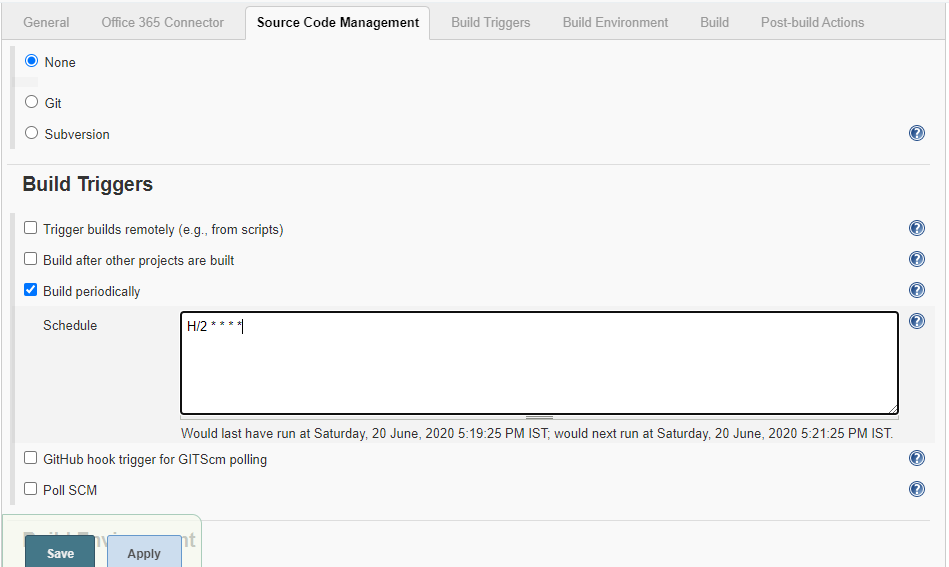 General Office 365 Connector Source Code Management Build Triggers Build Environment Build Post-build Actions
None
Git
Subversion
Build Triggers
Trigger builds remotely (e.g., from scripts)
Build after other projects are built
Build periodically
Schedule H/2 * * * *
Would last have run at Saturday, 20 June, 2020 5:19:25 PM IST; would next run at Saturday, 20 June, 2020 5:21:25 PM IST.
GitHub hook trigger for GITScm polling
Poll SCM
Build Environment
Save Apply